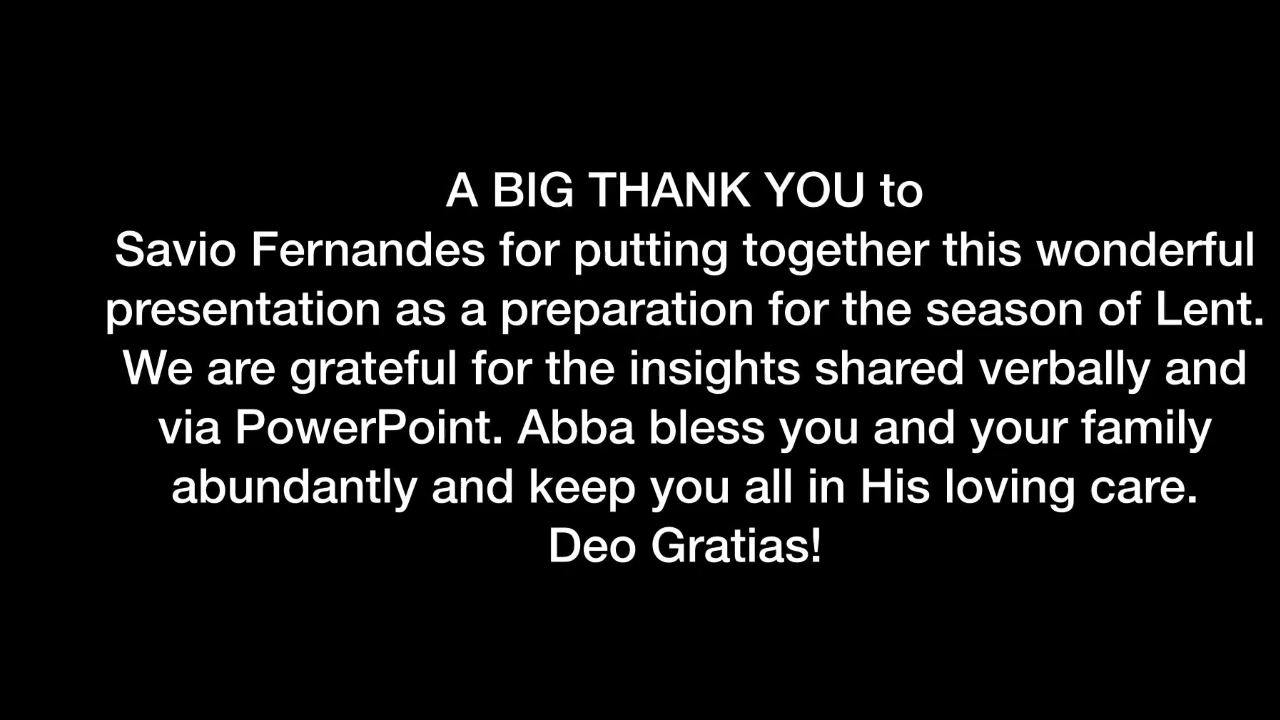 A BIG THANK YOU to
Savio Fernandes for putting together this wonderful
presentation as a preparation for the season of Lent.
We are grateful for the insights shared verbally and
via PowerPoint. Abba bless you and your family
abundantly and keep you all in His loving care.
Deo Gratias!